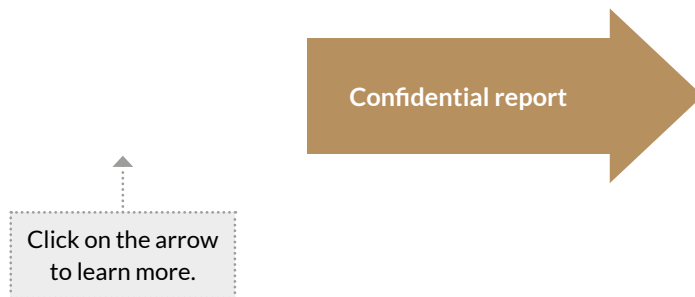 Confidential report
Click on the arrow
to learn more.